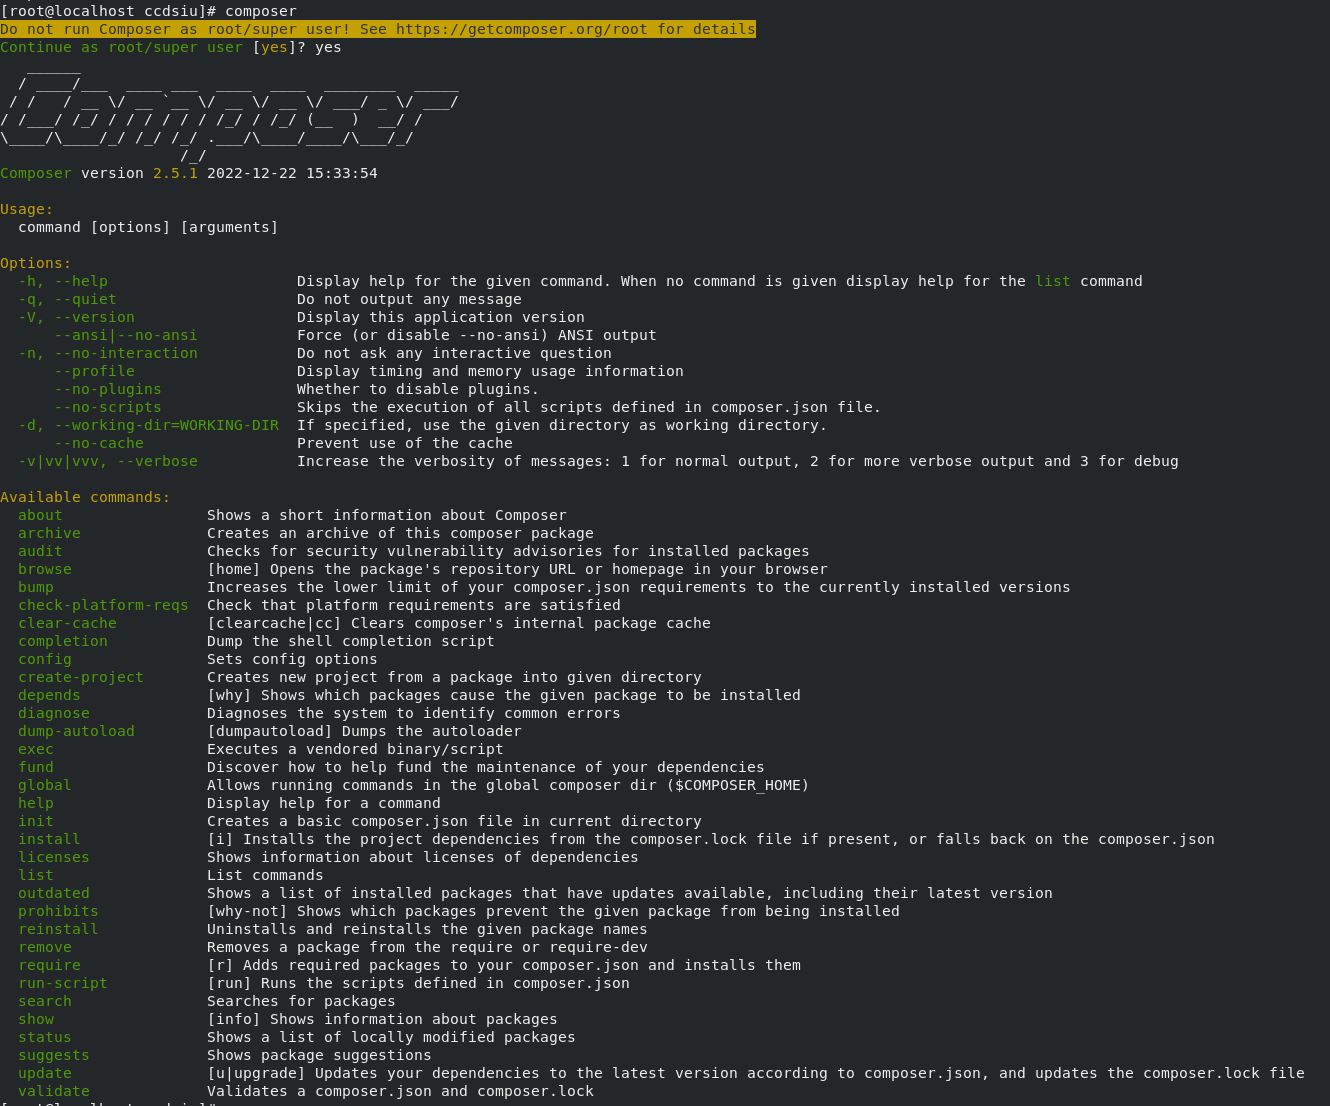 [root@localhost ccdsiu]# composer
Do not run Composer as root/super user! See https://getcomposer.org/root for details
Continue as root/super user [yes]? yes
   ______
  / ____/___  ____ ___  ____  ____  ________  _____
 / /   / __ \/ __ `__ \/ __ \/ __ \/ ___/ _ \/ ___/
/ /___/ /_/ / / / / / / /_/ / /_/ (__  )  __/ /
\____/\____/_/ /_/ /_/ .___/\____/____/\___/_/
                    /_/
Composer version 2.5.1 2022-12-22 15:33:54

Usage:
  command [options] [arguments]

Options:
  -h, --help                     Display help for the given command. When no command is given display help for the list command
  -q, --quiet                    Do not output any message
  -V, --version                  Display this application version
      --ansi|--no-ansi           Force (or disable --no-ansi) ANSI output
  -n, --no-interaction           Do not ask any interactive question
      --profile                  Display timing and memory usage information
      --no-plugins               Whether to disable plugins.
      --no-scripts               Skips the execution of all scripts defined in composer.json file.
  -d, --working-dir=WORKING-DIR  If specified, use the given directory as working directory.
      --no-cache                 Prevent use of the cache
  -v|vv|vvv, --verbose           Increase the verbosity of messages: 1 for normal output, 2 for more verbose output and 3 for debug

Available commands:
  about                Shows a short information about Composer
  archive              Creates an archive of this composer package
  audit                Checks for security vulnerability advisories for installed packages
  browse               [home] Opens the package's repository URL or homepage in your browser
  bump                 Increases the lower limit of your composer.json requirements to the currently installed versions
  check-platform-reqs  Check that platform requirements are satisfied
  clear-cache          [clearcache|cc] Clears composer's internal package cache
  completion           Dump the shell completion script
  config               Sets config options
  create-project       Creates new project from a package into given directory
  depends              [why] Shows which packages cause the given package to be installed
  diagnose             Diagnoses the system to identify common errors
  dump-autoload        [dumpautoload] Dumps the autoloader
  exec                 Executes a vendored binary/script
  fund                 Discover how to help fund the maintenance of your dependencies
  global               Allows running commands in the global composer dir ($COMPOSER_HOME)
  help                 Display help for a command
  init                 Creates a basic composer.json file in current directory
  install              [i] Installs the project dependencies from the composer.lock file if present, or falls back on the composer.json
  licenses             Shows information about licenses of dependencies
  list                 List commands
  outdated             Shows a list of installed packages that have updates available, including their latest version
  prohibits            [why-not] Shows which packages prevent the given package from being installed
  reinstall            Uninstalls and reinstalls the given package names
  remove               Removes a package from the require or require-dev
  require              [r] Adds required packages to your composer.json and installs them
  run-script           [run] Runs the scripts defined in composer.json
  search               Searches for packages
  show                 [info] Shows information about packages
  status               Shows a list of locally modified packages
  suggests             Shows package suggestions
  update               [u|upgrade] Updates your dependencies to the latest version according to composer.json, and updates the composer.lock file
  validate             Validates a composer.json and composer.lock